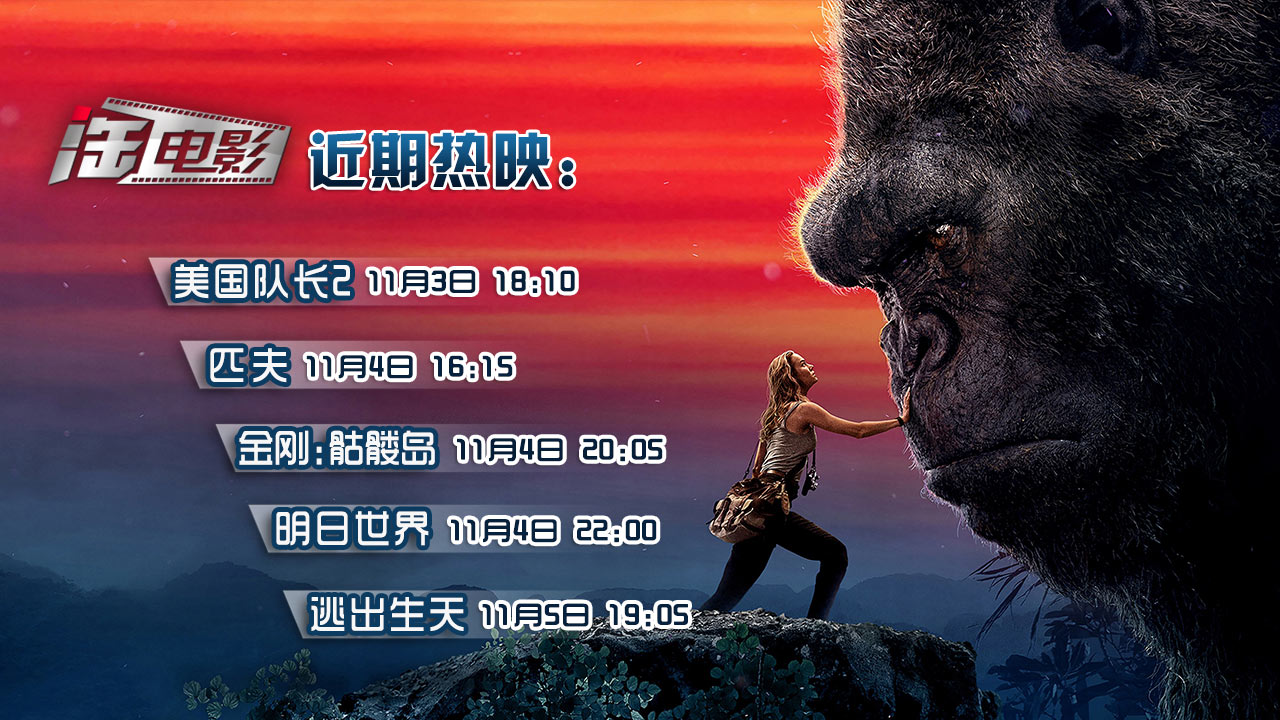 淘电影 近期热映:
美国队长2 11月3日 18:10
匹夫 11月4日 16:15
金刚:骷髅岛 11月4日 20:05
明日世界 11月4日 22:00
逃出生天 11月5日 19:05